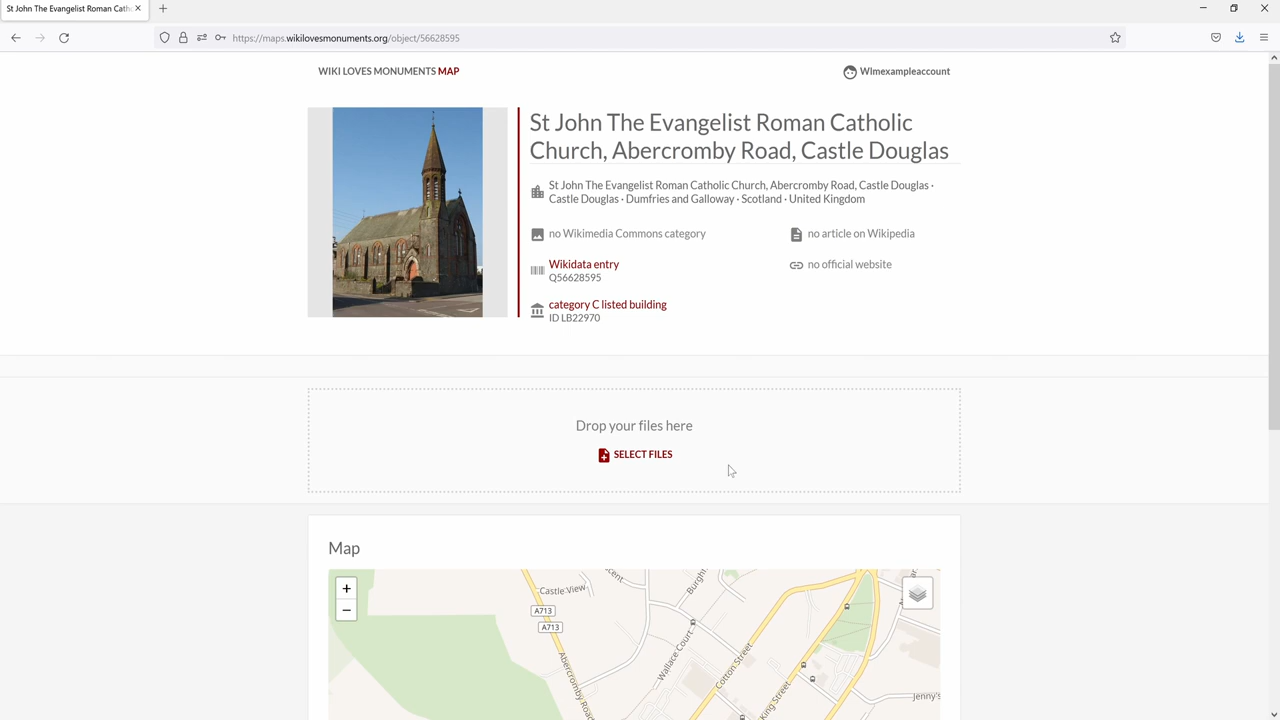 St John The Evangelist Roman Cath
https://maps.wikilovesmonuments.org/object/56628595
WIKI LOVES MONUMENTS MAP
Wlmexampleaccount
St John The Evangelist Roman Catholic
Church, Abercromby Road, Castle Douglas
St John The Evangelist Roman Catholic Church, Abercromby Road, Castle Douglas ·
Castle Douglas · Dumfries and Galloway · Scotland · United Kingdom
no Wikimedia Commons category
no article on Wikipedia
Wikidata entry
Q56628595
no official website
category C listed building
ID LB22970
Drop your files here
SELECT FILES
Map
+
−
Castle View
A713
A713
Abercromby Road
Wallace Court
Cotton Street
King Street
Jenny's